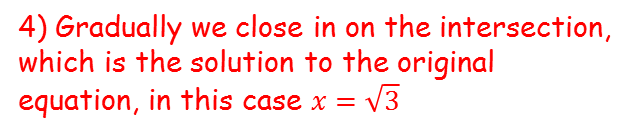 4) Gradually we close in on the intersection,
which is the solution to the original
equation, in this case x = √3